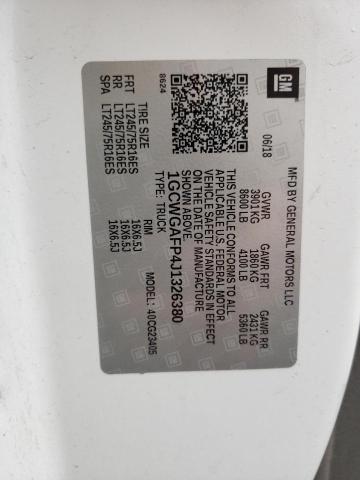 GM
MFD BY GENERAL MOTORS LLC
06/18 GVWR GAWR FRT GAWR RR
3901 KG 1860 KG 2431 KG
8600 LB 4100 LB 5360 LB
THIS VEHICLE CONFORMS TO ALL
APPLICABLE U.S. FEDERAL MOTOR
VEHICLE SAFETY STANDARDS IN EFFECT
ON THE DATE OF MANUFACTURE
SHOWN ABOVE.
1GCWGAFP4J1326380
TYPE: TRUCK MODEL: 40CG23405
8624
TIRE SIZE RIM
FRT LT245/75R16ES 16X6.5J
RR LT245/75R16ES 16X6.5J
SPA LT245/75R16ES 16X6.5J